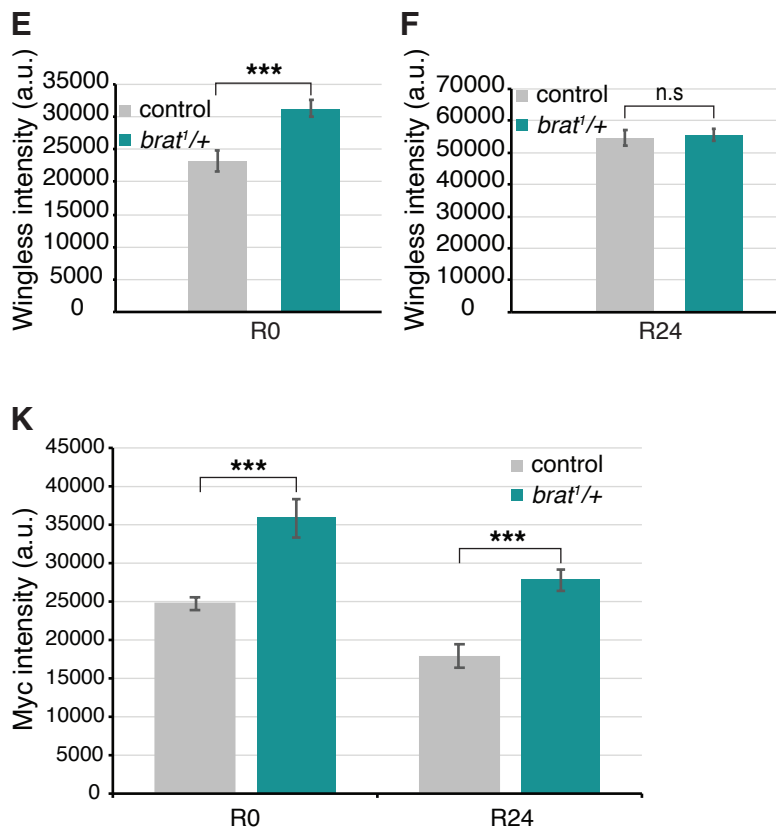 E
Wingless intensity (a.u.)
35000
30000
25000
20000
15000
10000
5000
0
control
brat¹/+
***
R0
F
Wingless intensity (a.u.)
70000
60000
50000
40000
30000
20000
10000
0
control
brat¹/+
n.s
R24
K
Myc intensity (a.u.)
45000
40000
35000
30000
25000
20000
15000
10000
5000
0
***
***
control
brat¹/+
R0
R24